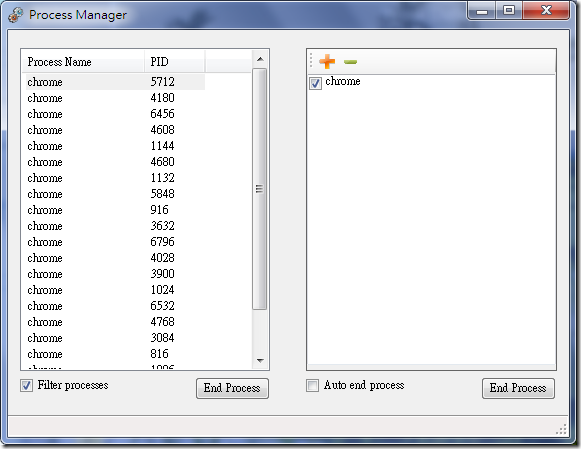 Process Manager
Process Name PID
chrome 5712
chrome 4180
chrome 6456
chrome 4608
chrome 1144
chrome 4680
chrome 1132
chrome 5848
chrome 916
chrome 3632
chrome 6796
chrome 4028
chrome 3900
chrome 1024
chrome 6532
chrome 4768
chrome 3084
chrome 816
chrome
Filter processes
End Process
chrome
Auto end process
End Process